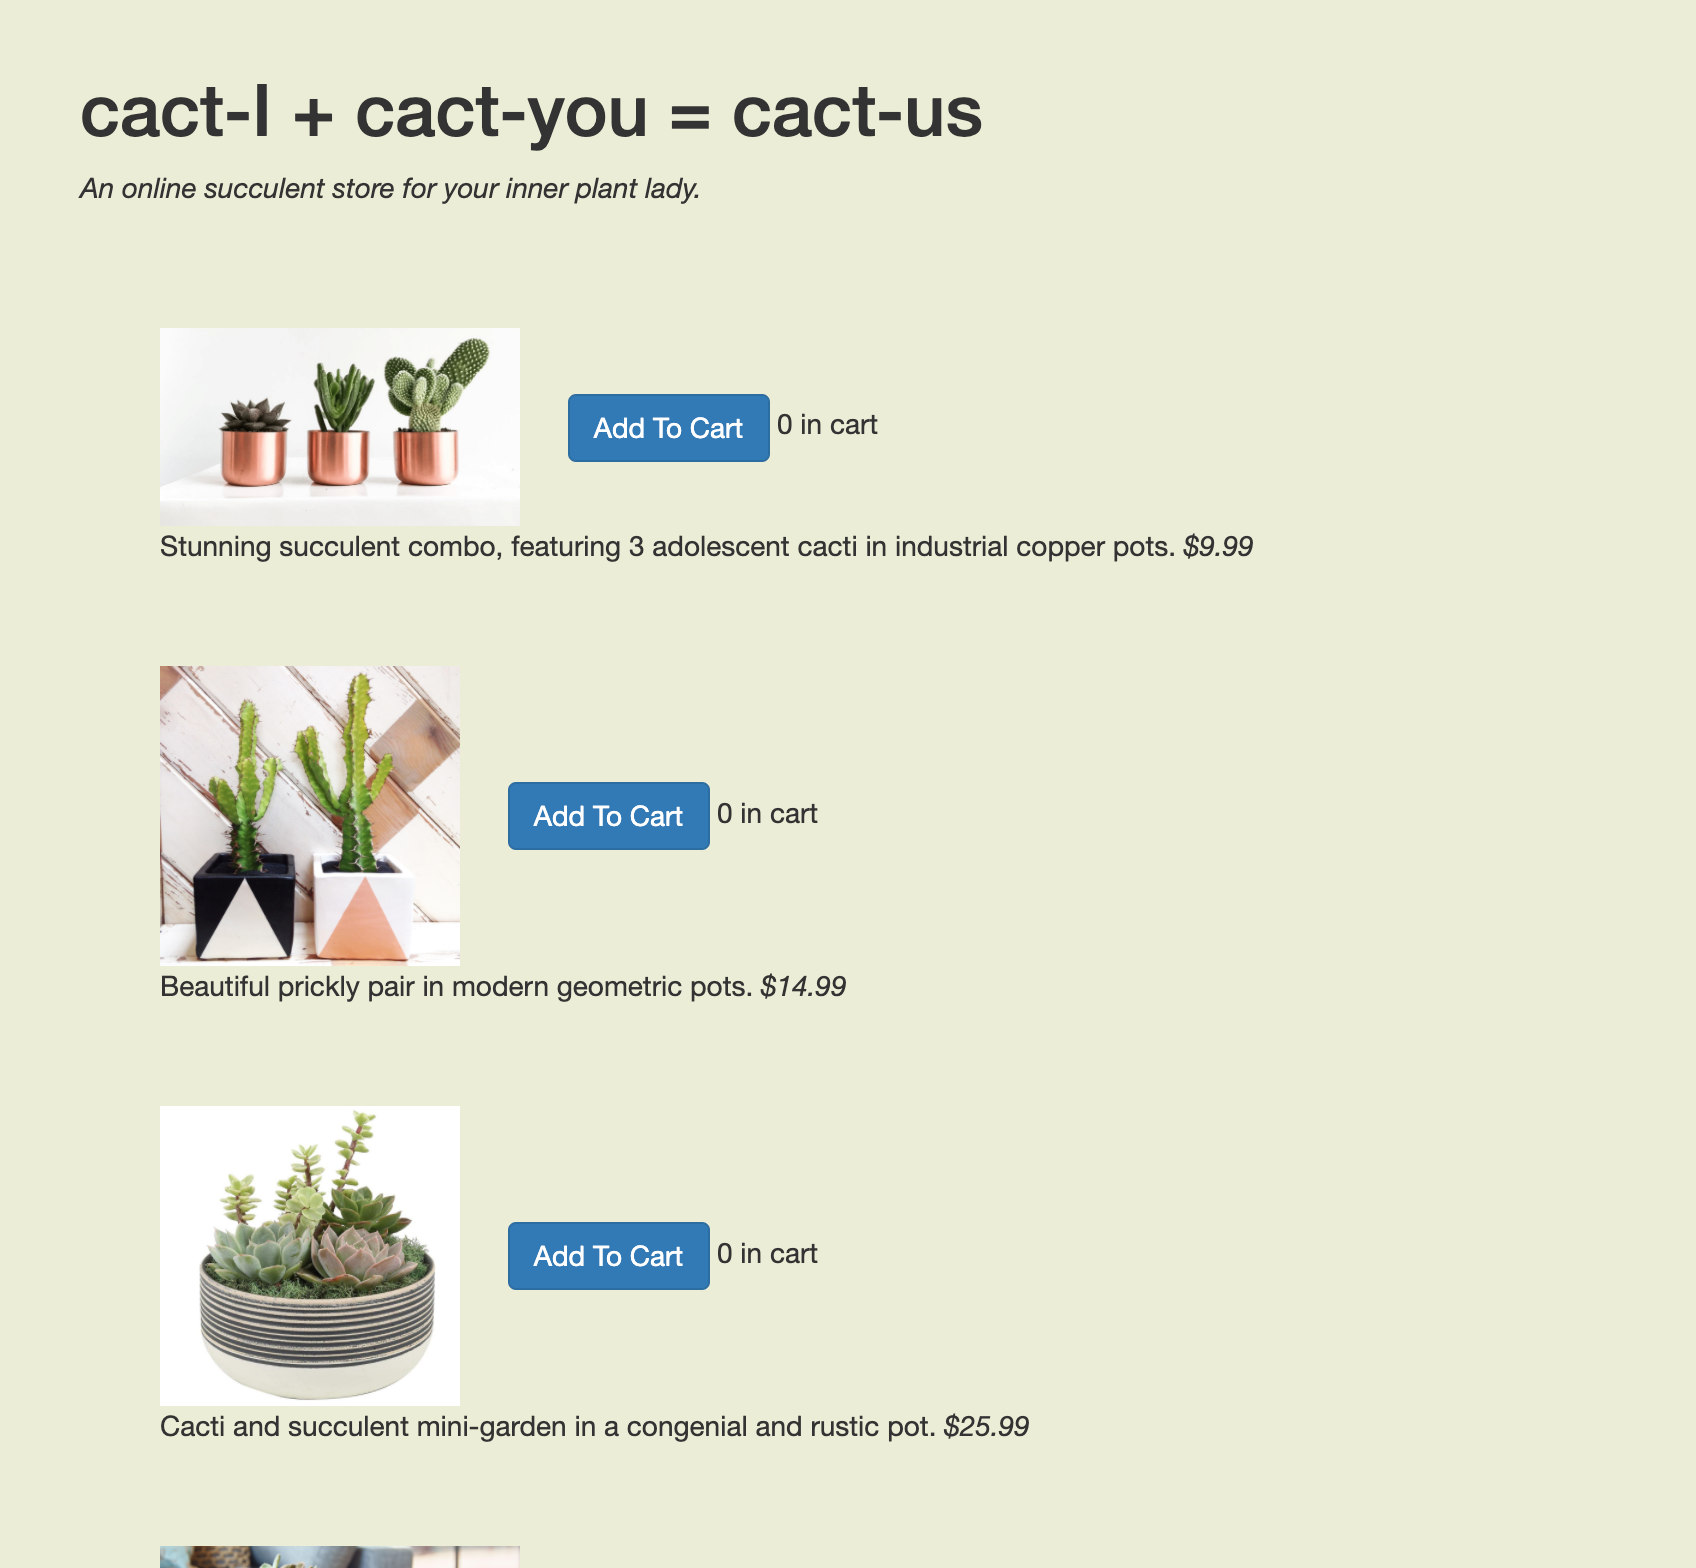 cact-I + cact-you = cact-us
An online succulent store for your inner plant lady.
Add To Cart 0 in cart
Stunning succulent combo, featuring 3 adolescent cacti in industrial copper pots. $9.99
Add To Cart 0 in cart
Beautiful prickly pair in modern geometric pots. $14.99
Add To Cart 0 in cart
Cacti and succulent mini-garden in a congenial and rustic pot. $25.99